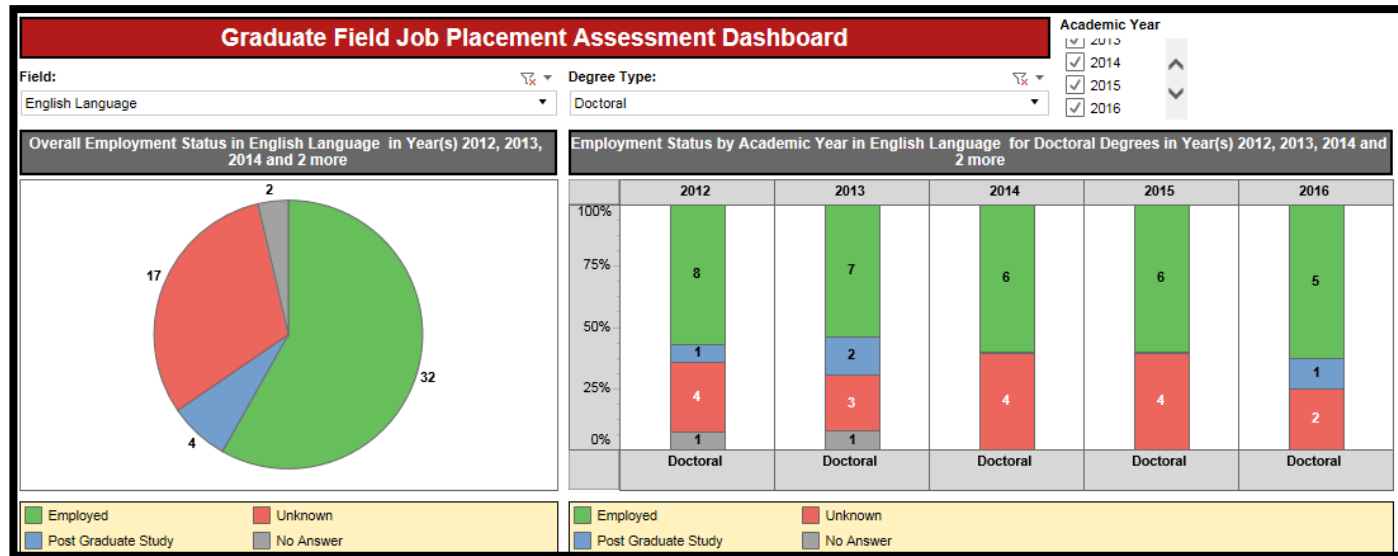 Graduate Field Job Placement Assessment Dashboard
Academic Year
2013
2014
2015
2016
Field:
English Language
Degree Type:
Doctoral
Overall Employment Status in English Language in Year(s) 2012, 2013,
2014 and 2 more
2
17
32
4
Employed
Unknown
Post Graduate Study
No Answer
Employment Status by Academic Year in English Language for Doctoral Degrees in Year(s) 2012, 2013, 2014 and
2 more
2012 2013 2014 2015 2016
100%
75%
50%
25%
0%
8 7 6 6 5
1 2 1
4 3 4 4 2
1 1
Doctoral Doctoral Doctoral Doctoral Doctoral
Employed
Unknown
Post Graduate Study
No Answer